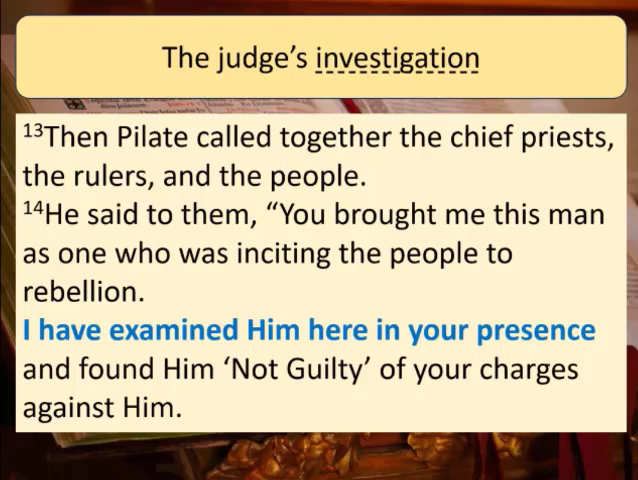 The judge’s investigation
¹³Then Pilate called together the chief priests,
the rulers, and the people.
¹⁴He said to them, “You brought me this man
as one who was inciting the people to
rebellion.
I have examined Him here in your presence
and found Him ‘Not Guilty’ of your charges
against Him.